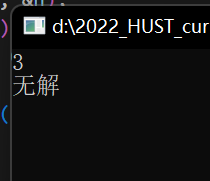 , &n);
)
d:\2022_HUST_cur
3
无解
(